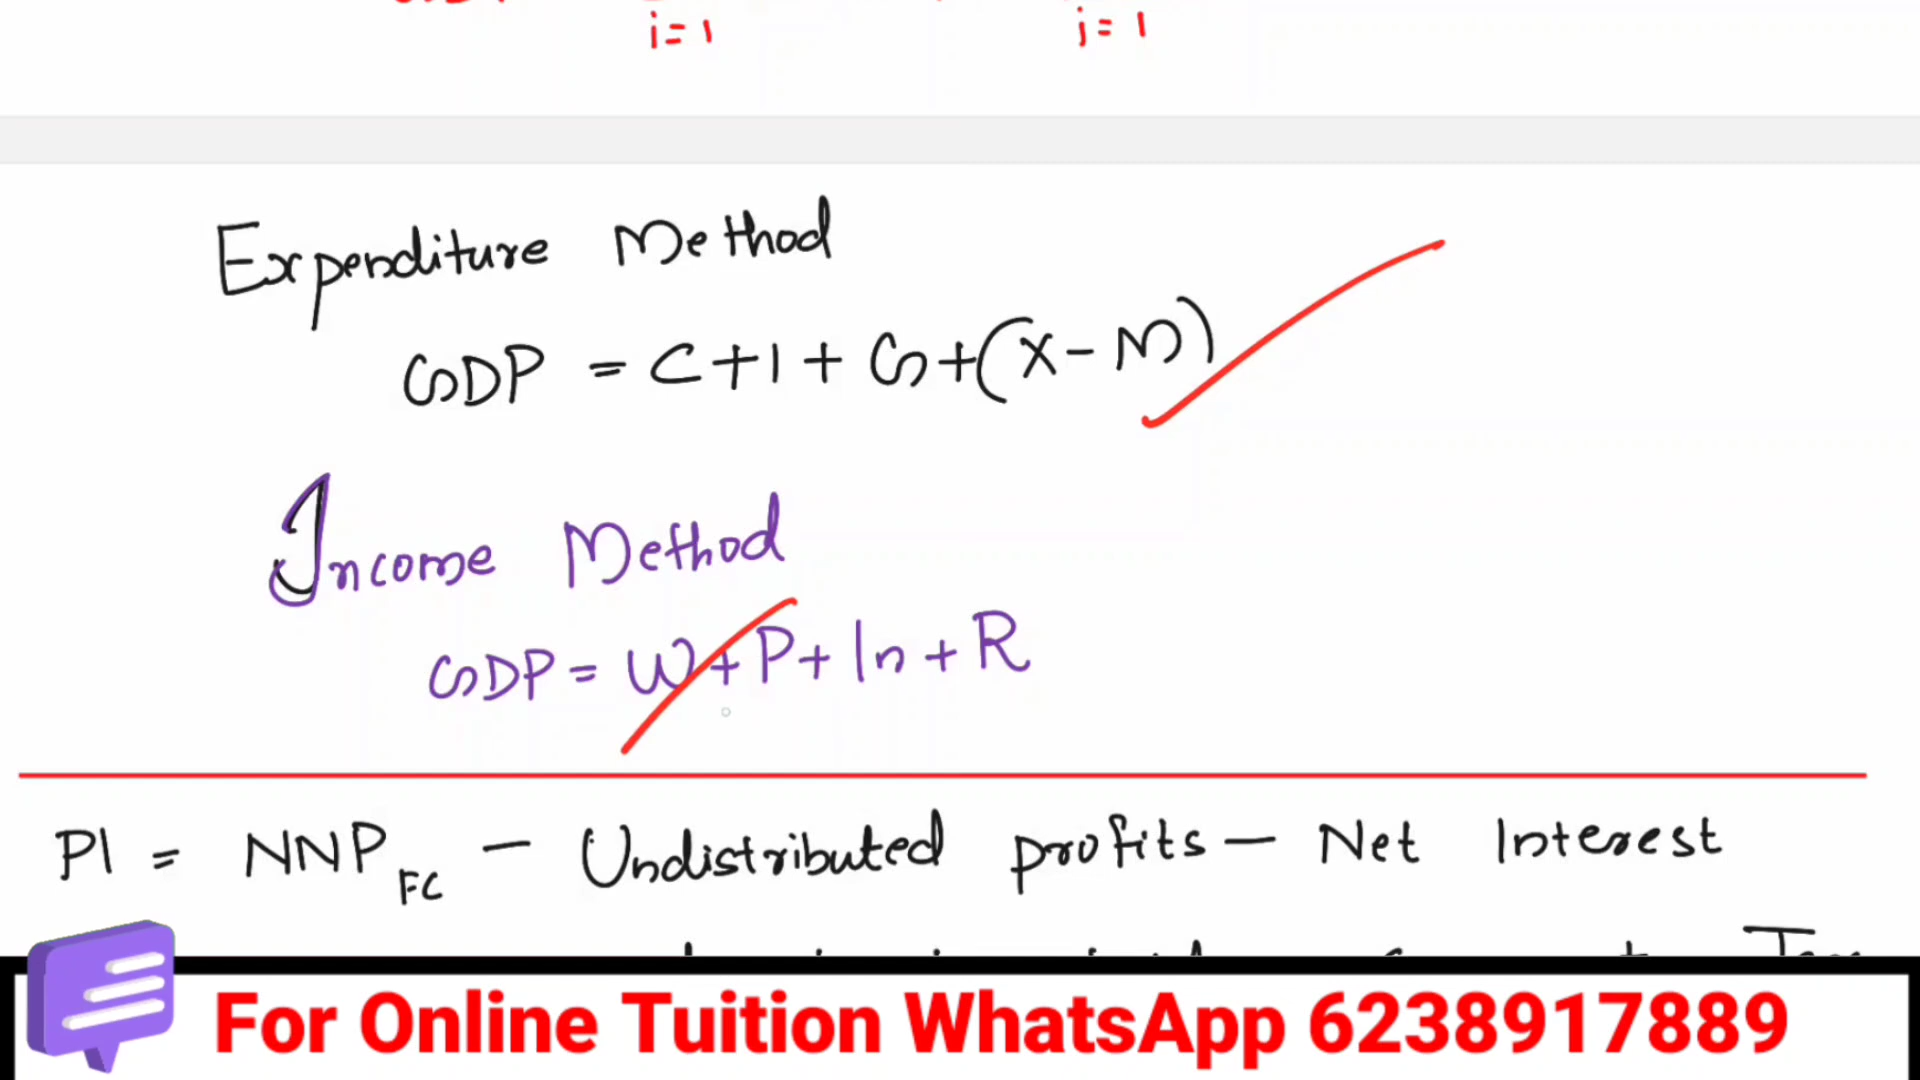 i=1 j=1
Expenditure Method
GDP = C+I+G+(X-M)
Income Method
GDP = W+P+In+R
PI = NNP FC - Undistributed profits - Net Interest
For Online Tuition WhatsApp 6238917889